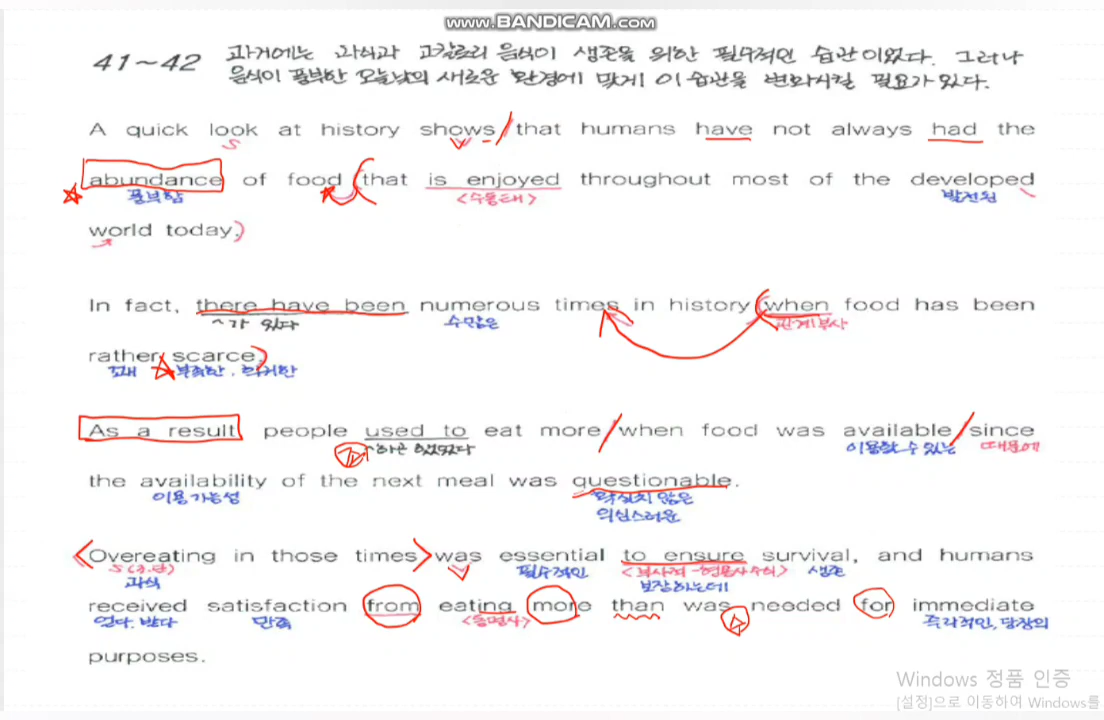 www.BANDICAM.com
41~42 과거에는 과식과 고칼로리 음식이 생존을 위한 필수적인 습관이었다. 그러나
음식이 풍부한 오늘날의 새로운 환경에 맞게 이 습관을 변화시킬 필요가 있다.
A quick look at history shows that humans have not always had the
S V
abundance of food (that is enjoyed throughout most of the developed
풍부함 <수동태> 발전된
world today.)
In fact, there have been numerous times in history (when food has been
~가 있다 수많은 관계부사
rather scarce.)
꽤 부족한. 희귀한
As a result people used to eat more / when food was available / since
~하곤 했었다 이용할 수 있는 때문에
the availability of the next meal was questionable.
이용가능성 확실치 않은
의심스러운
<Overeating in those times> was essential to ensure survival, and humans
S(주.단) V 필수적인 <부사적-형용사수식> 생존
과식 보장하는데
received satisfaction from eating more than was needed for immediate
얻다. 받다 만족 <동명사> 즉각적인, 당장의
purposes.
Windows 정품 인증
[설정]으로 이동하여 Windows를